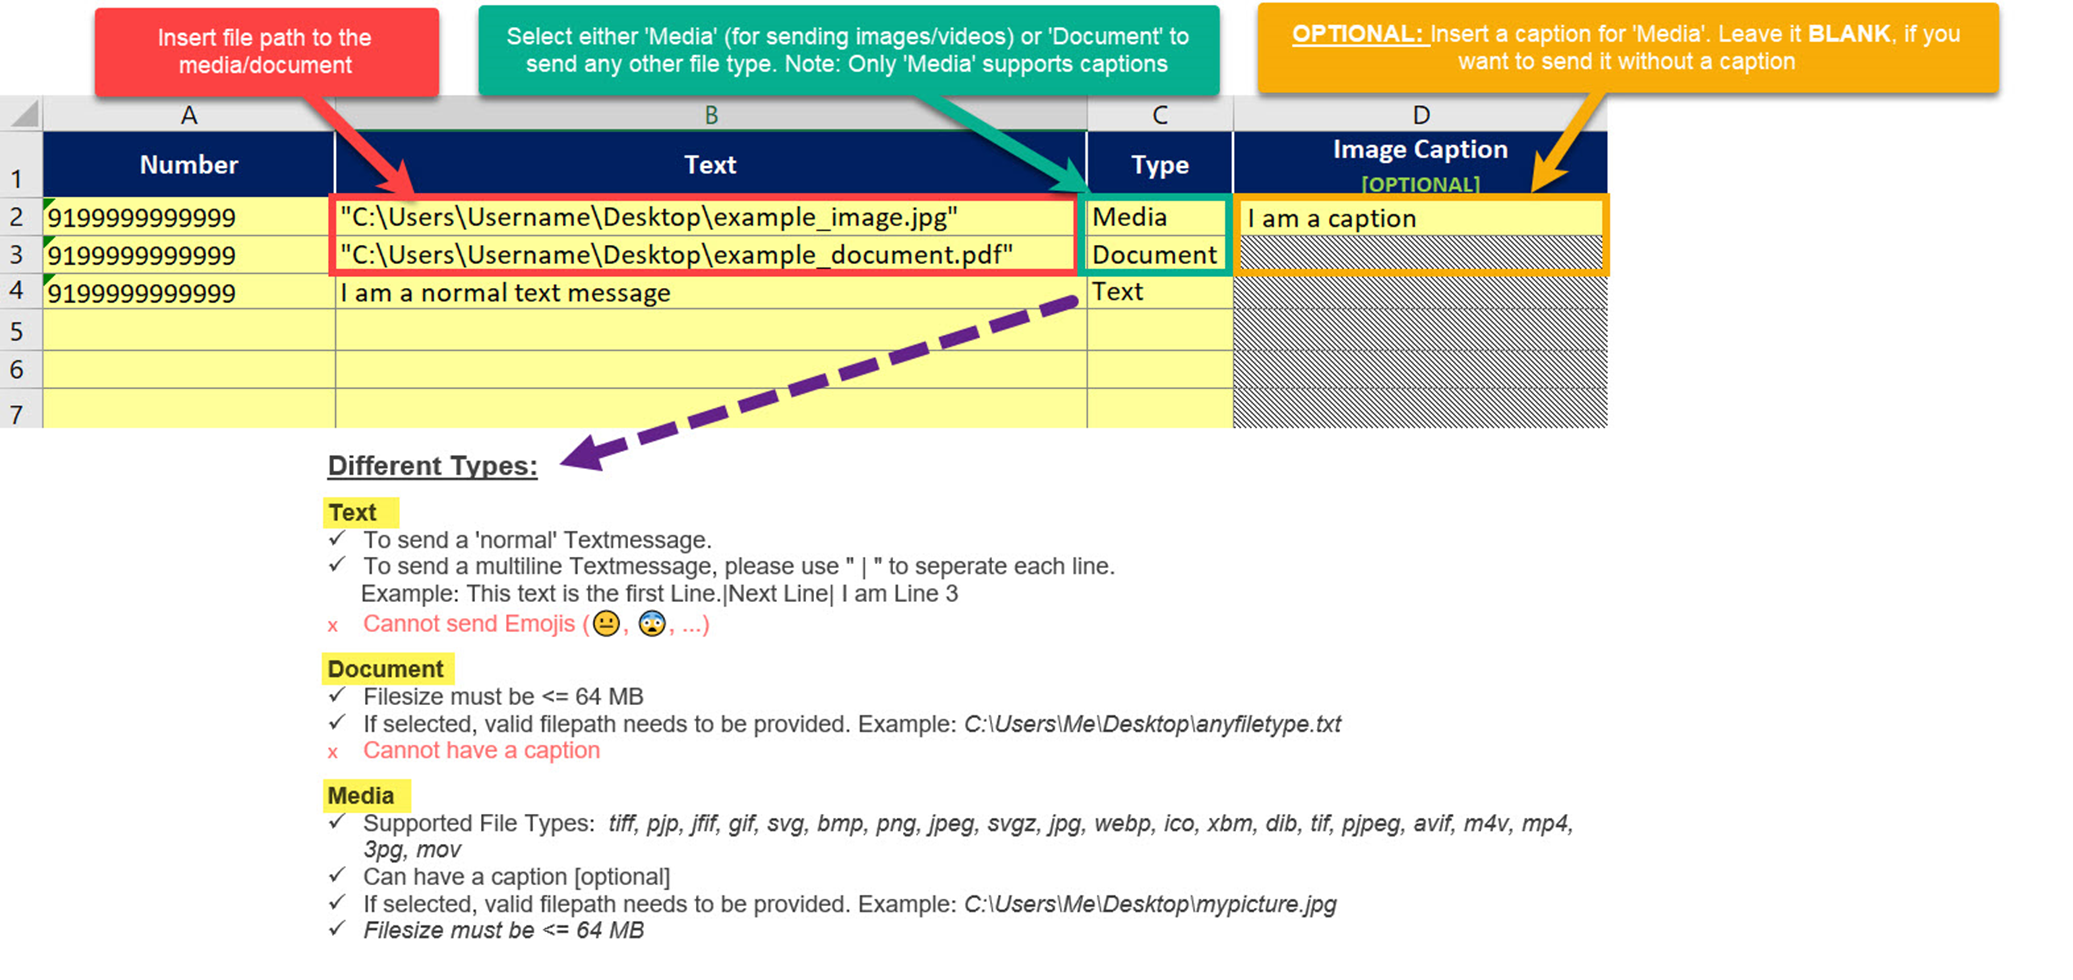 Insert file path to the
media/document
Select either 'Media' (for sending images/videos) or 'Document' to
send any other file type. Note: Only 'Media' supports captions
OPTIONAL: Insert a caption for 'Media'. Leave it BLANK, if you
want to send it without a caption
A B C D
1 Number Text Type Image Caption
[OPTIONAL]
2 9199999999999 "C:\Users\Username\Desktop\example_image.jpg" Media I am a caption
3 9199999999999 "C:\Users\Username\Desktop\example_document.pdf" Document
4 9199999999999 I am a normal text message Text
5
6
7
Different Types:
Text
✓ To send a 'normal' Textmessage.
✓ To send a multiline Textmessage, please use " | " to seperate each line.
Example: This text is the first Line.|Next Line| I am Line 3
x Cannot send Emojis (😐, 😨, ...)
Document
✓ Filesize must be <= 64 MB
✓ If selected, valid filepath needs to be provided. Example: C:\Users\Me\Desktop\anyfiletype.txt
x Cannot have a caption
Media
✓ Supported File Types: tiff, pjp, jfif, gif, svg, bmp, png, jpeg, svgz, jpg, webp, ico, xbm, dib, tif, pjpeg, avif, m4v, mp4,
3pg, mov
✓ Can have a caption [optional]
✓ If selected, valid filepath needs to be provided. Example: C:\Users\Me\Desktop\mypicture.jpg
✓ Filesize must be <= 64 MB